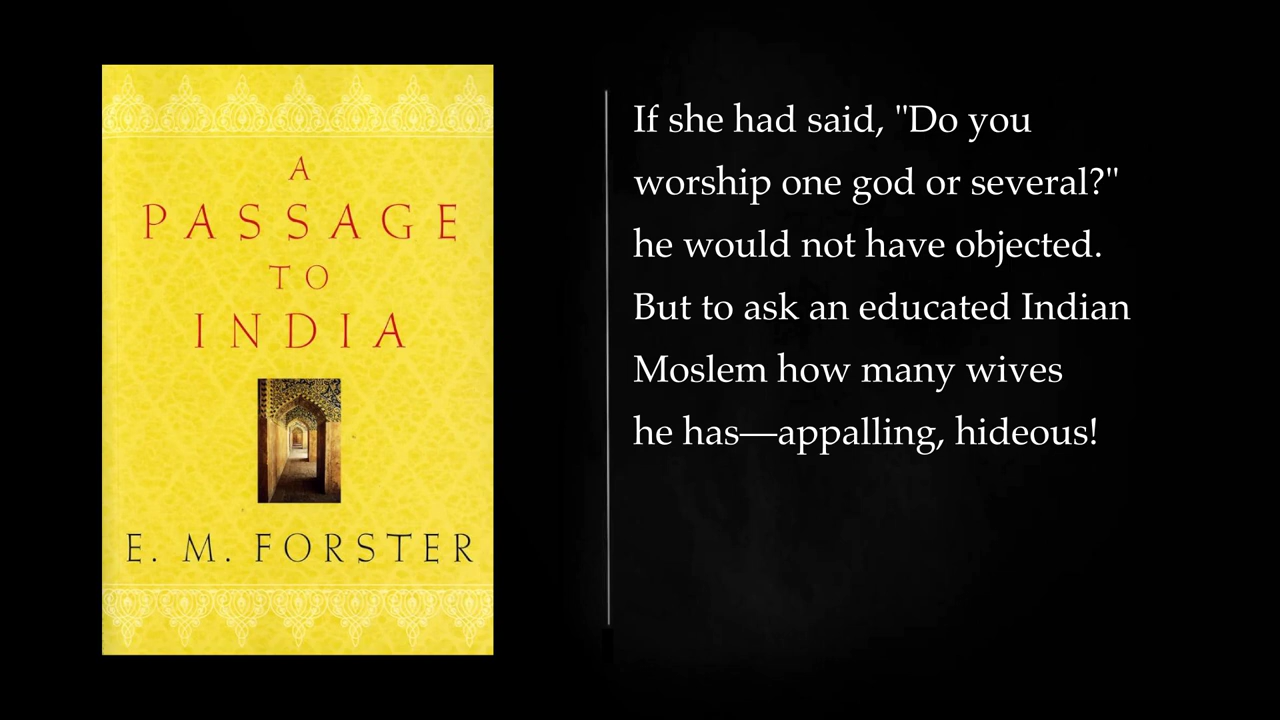 A
PASSAGE
TO
INDIA
E. M. FORSTER
If she had said, "Do you
worship one god or several?"
he would not have objected.
But to ask an educated Indian
Moslem how many wives
he has—appalling, hideous!